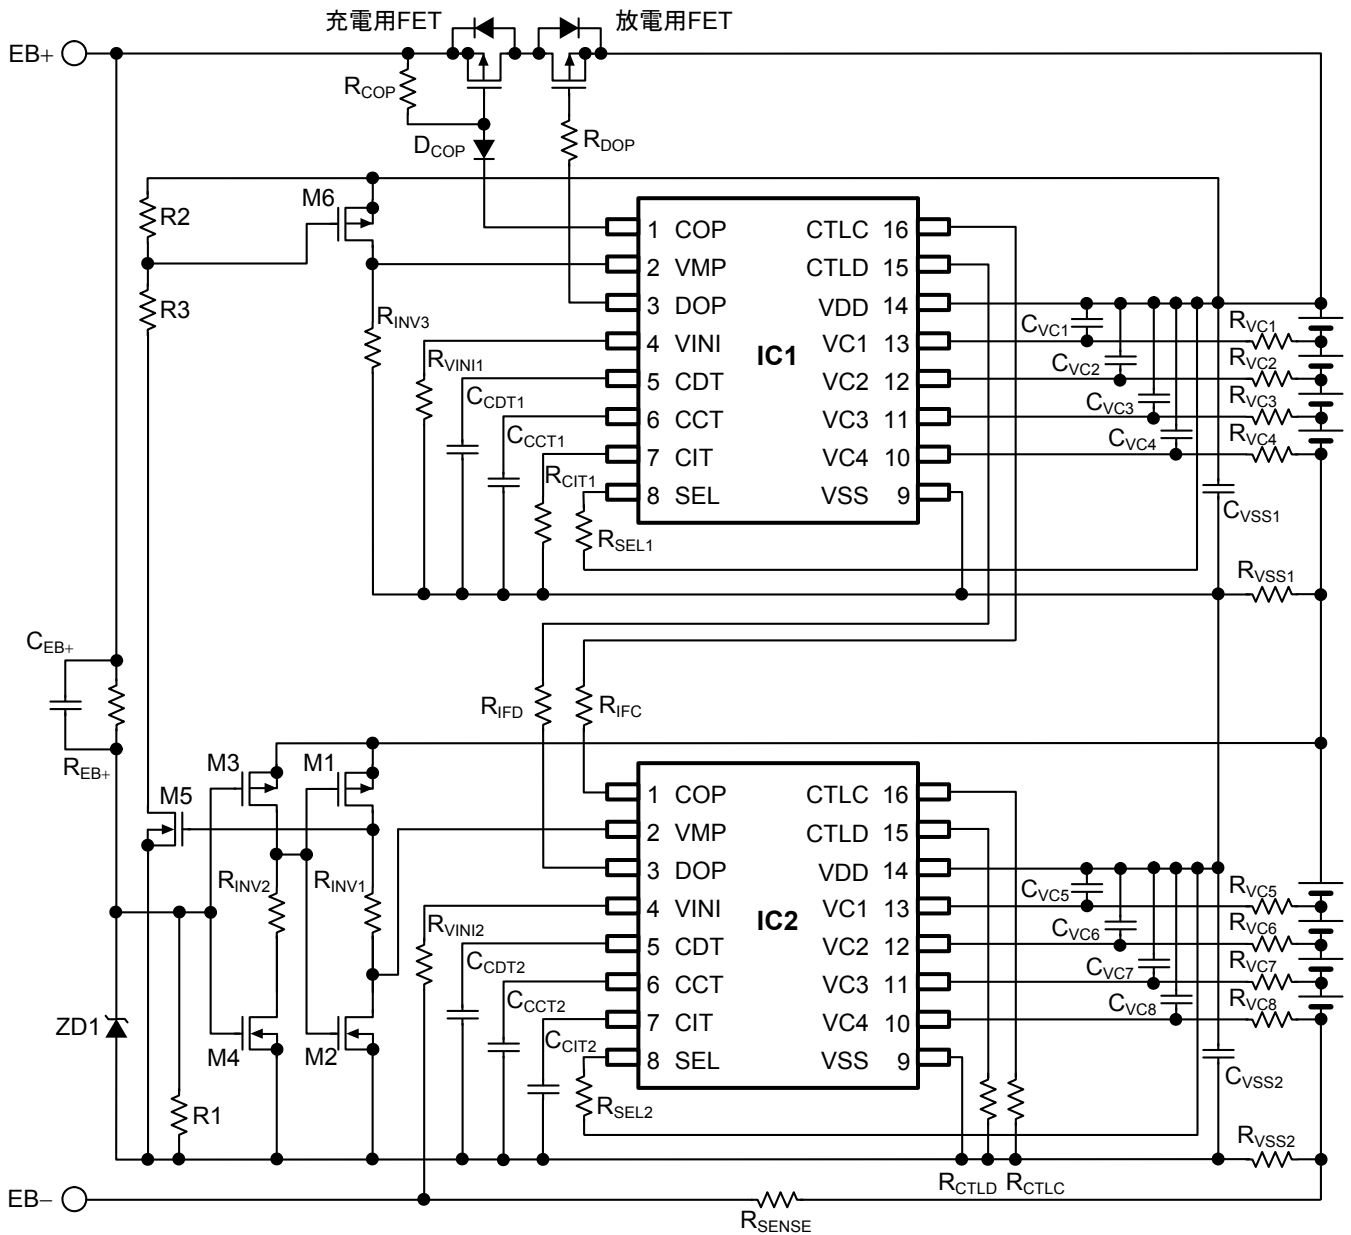 充電用FET 放電用FET
EB+
RCOP
DCOP
RDOP
M6
R2
R3
RINV3
RVINI1
CCDT1
CCCT1
RCIT1
RSEL1
1 COP CTLC 16
2 VMP CTLD 15
3 DOP VDD 14
4 VINI VC1 13
IC1
5 CDT VC2 12
6 CCT VC3 11
7 CIT VC4 10
8 SEL VSS 9
CVC1 RVC1
CVC2 RVC2
CVC3 RVC3
CVC4 RVC4
CVSS1
RVSS1
CEB+
REB+
RIFD RIFC
M3 M1
M5
RINV2 RINV1
RVINI2
CCDT2
CCCT2
CCIT2
RSEL2
ZD1
M4 M2
R1
1 COP CTLC 16
2 VMP CTLD 15
3 DOP VDD 14
4 VINI VC1 13
IC2
5 CDT VC2 12
6 CCT VC3 11
7 CIT VC4 10
8 SEL VSS 9
CVC5 RVC5
CVC6 RVC6
CVC7 RVC7
CVC8 RVC8
CVSS2
RVSS2
RCTLD RCTLC
EB−
RSENSE